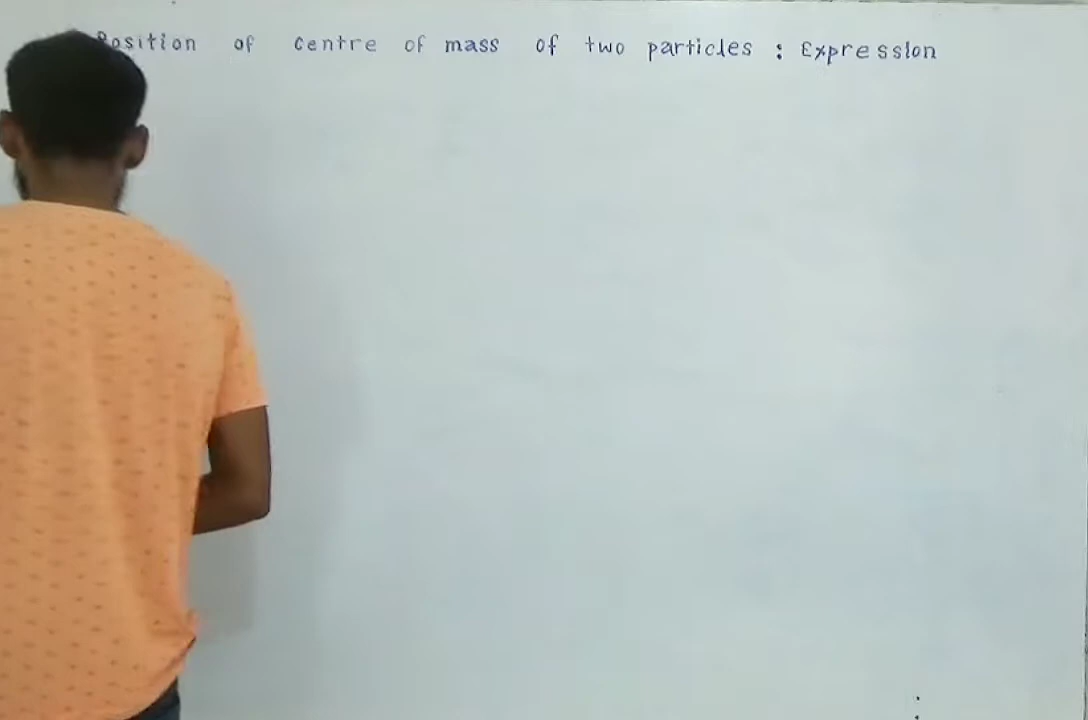 Position of centre of mass of two particles : Expression